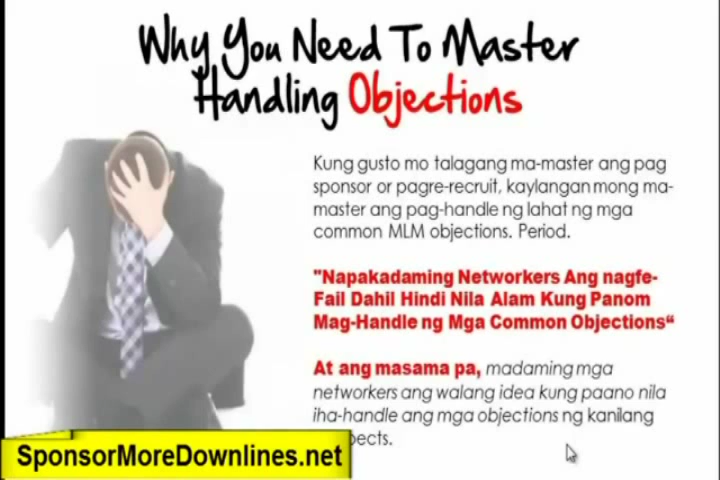 Why You Need To Master
Handling Objections
Kung gusto mo talagang ma-master ang pag
sponsor or pagre-recruit, kaylangan mong ma-
master ang pag-handle ng lahat ng mga
common MLM objections. Period.
"Napakadaming Networkers Ang nagfe-
Fail Dahil Hindi Nila Alam Kung Panom
Mag-Handle ng Mga Common Objections"
At ang masama pa, madaming mga
networkers ang walang idea kung paano nila
iha-handle ang mga objections ng kanilang
SponsorMoreDownlines.net